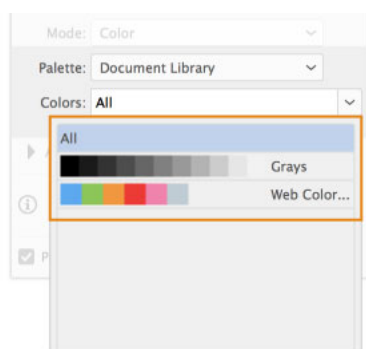 Mode: Color
Palette: Document Library
Colors: All
All
Grays
Web Color...